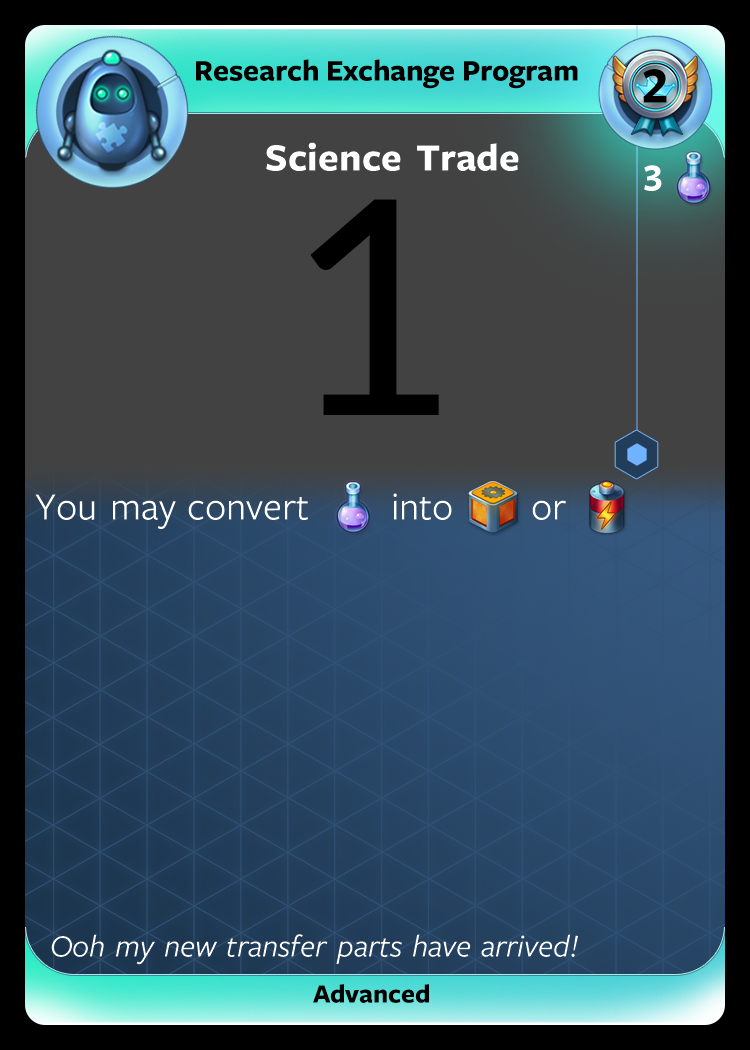 Research Exchange Program
2
Science Trade
3
1
You may convert into or
Ooh my new transfer parts have arrived!
Advanced